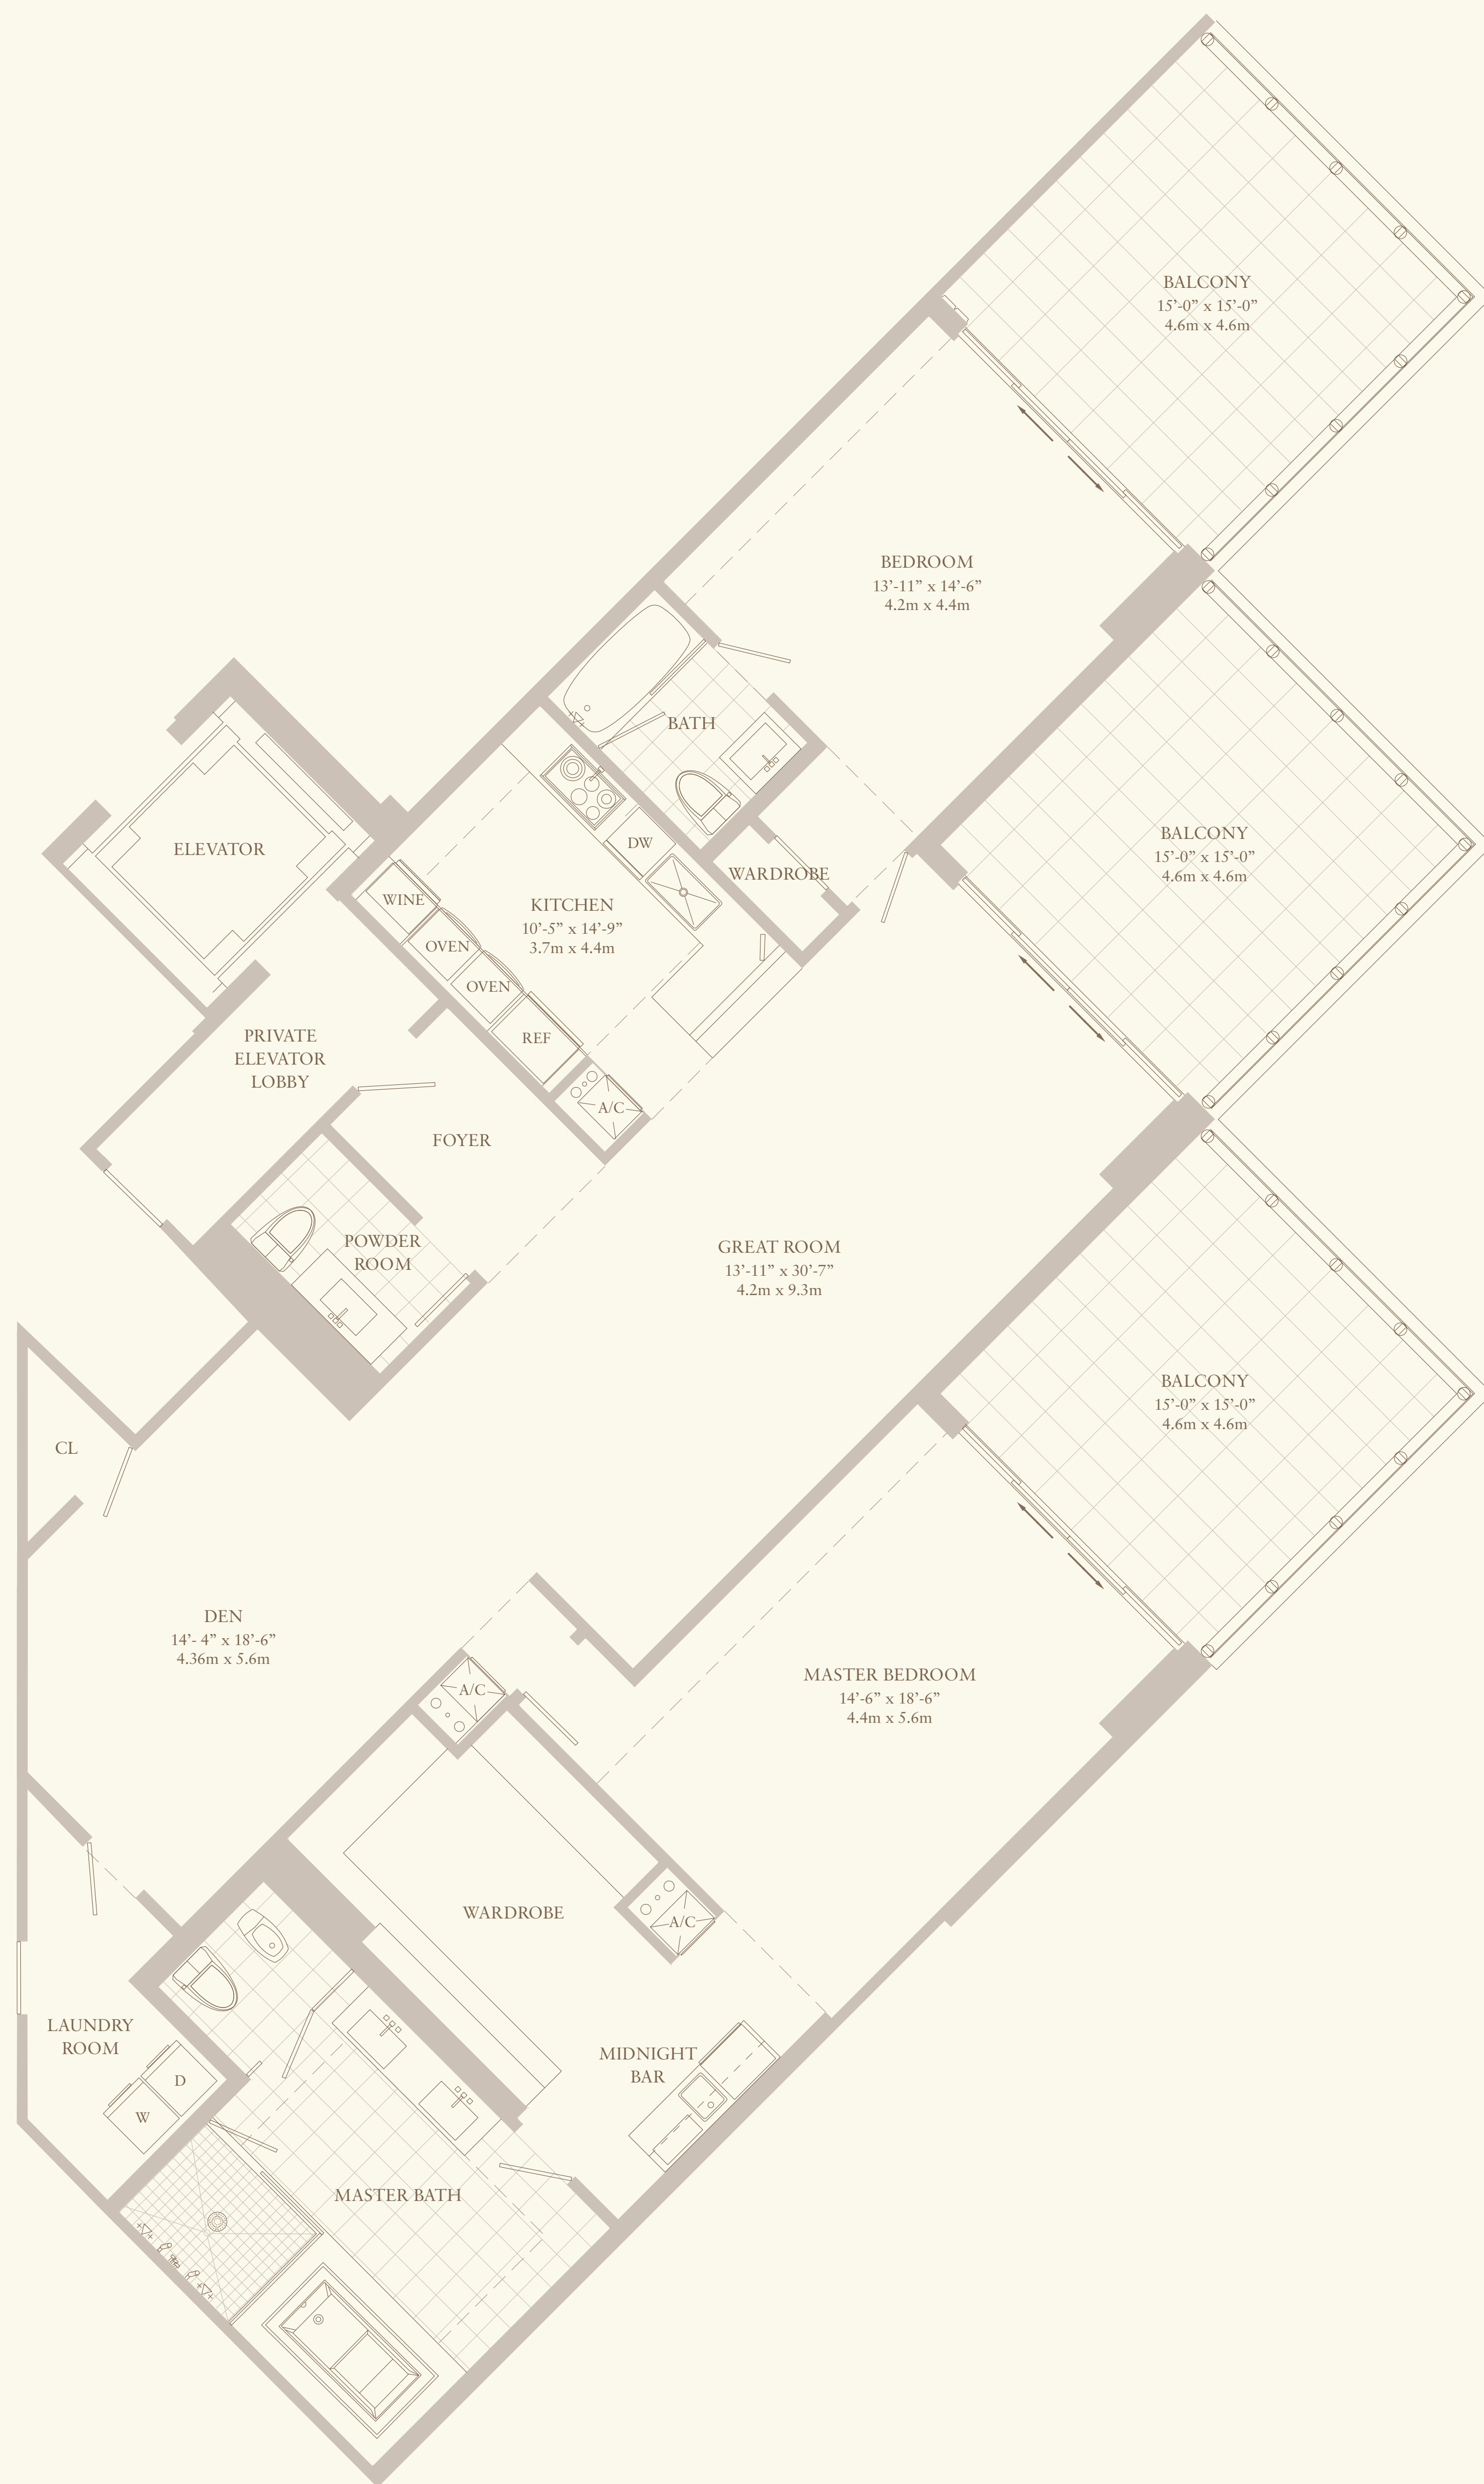 BALCONY
15’-0” x 15’-0”
4.6m x 4.6m
BEDROOM
13’-11” x 14’-6”
4.2m x 4.4m
BATH
ELEVATOR
DW
WARDROBE
WINE
KITCHEN
10’-5” x 14’-9”
3.7m x 4.4m
OVEN
OVEN
REF
A/C
BALCONY
15’-0” x 15’-0”
4.6m x 4.6m
PRIVATE
ELEVATOR
LOBBY
FOYER
POWDER
ROOM
GREAT ROOM
13’-11” x 30’-7”
4.2m x 9.3m
BALCONY
15’-0” x 15’-0”
4.6m x 4.6m
CL
DEN
14’- 4” x 18’-6”
4.36m x 5.6m
A/C
MASTER BEDROOM
14’-6” x 18’-6”
4.4m x 5.6m
WARDROBE
A/C
LAUNDRY
ROOM
MIDNIGHT
BAR
D
W
MASTER BATH